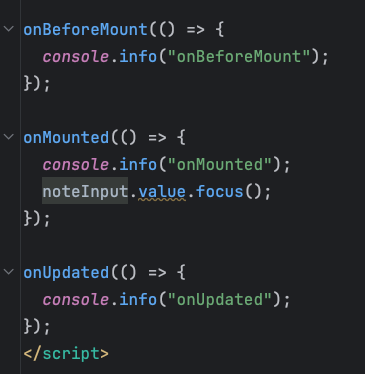 onBeforeMount(() => {
  console.info("onBeforeMount");
});

onMounted(() => {
  console.info("onMounted");
  noteInput.value.focus();
});

onUpdated(() => {
  console.info("onUpdated");
});
</script>